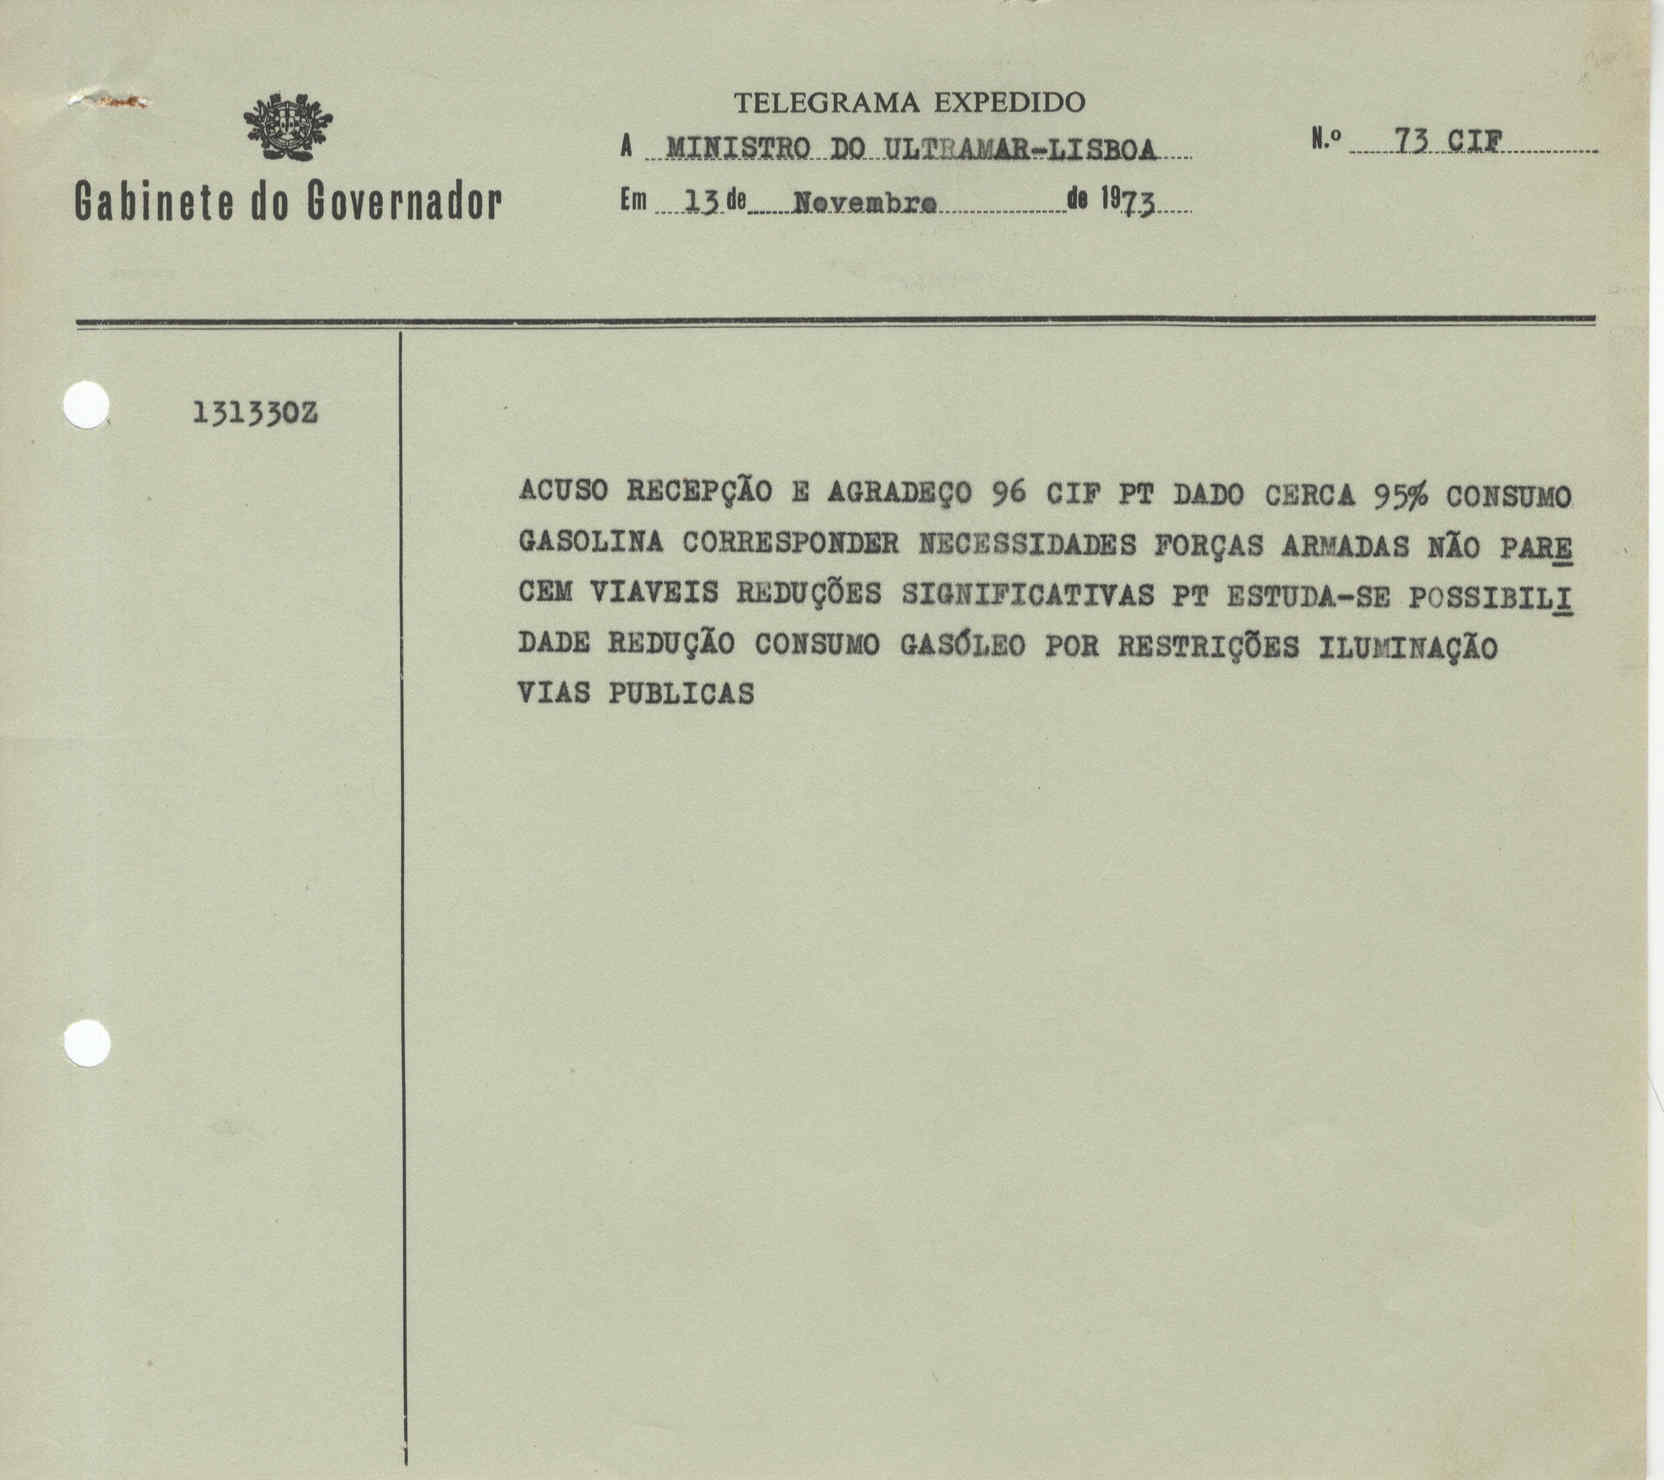 TELEGRAMA EXPEDIDO
A MINISTRO DO ULTRAMAR-LISBOA
N.º 73 CIF
Gabinete do Governador
Em 13 de Novembro de 1973
131330Z
ACUSO RECEPÇÃO E AGRADEÇO 96 CIF PT DADO CERCA 95% CONSUMO
GASOLINA CORRESPONDER NECESSIDADES FORÇAS ARMADAS NÃO PARE
CEM VIAVEIS REDUÇÕES SIGNIFICATIVAS PT ESTUDA-SE POSSIBILI
DADE REDUÇÃO CONSUMO GASÓLEO POR RESTRIÇÕES ILUMINAÇÃO
VIAS PUBLICAS